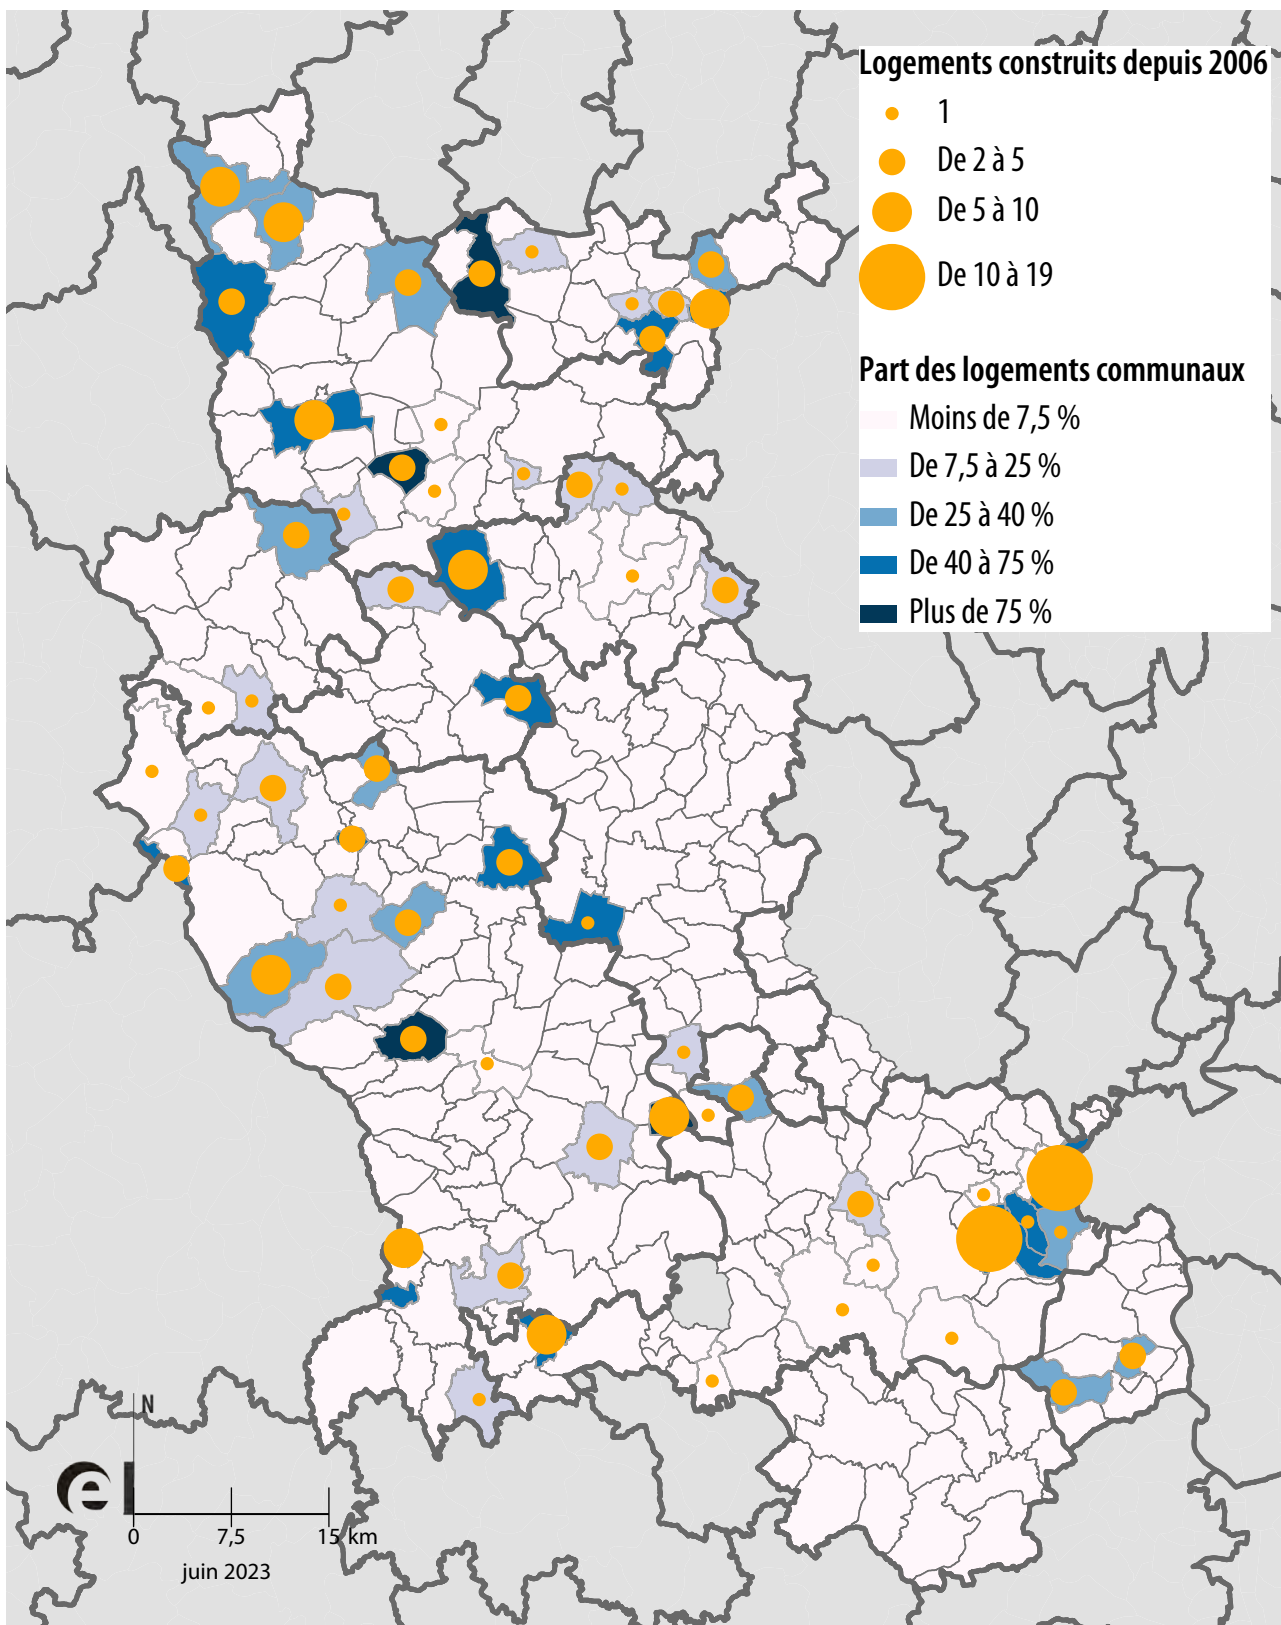 Logements construits depuis 2006
1
De 2 à 5
De 5 à 10
De 10 à 19
Part des logements communaux
Moins de 7,5 %
De 7,5 à 25 %
De 25 à 40 %
De 40 à 75 %
Plus de 75 %
N
e
0 7,5 15 km
juin 2023